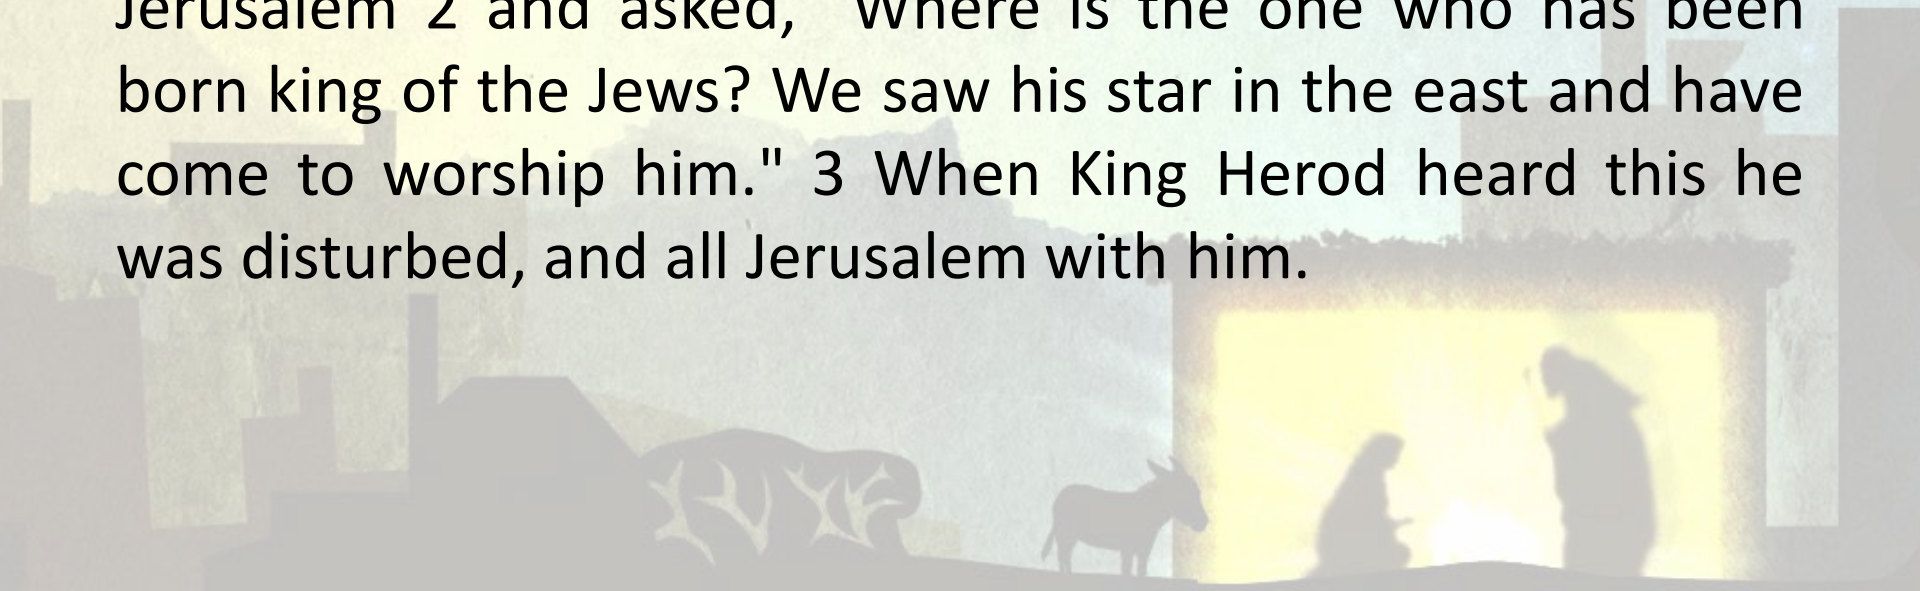 Jerusalem 2 and asked, "Where is the one who has been
born king of the Jews? We saw his star in the east and have
come to worship him." 3 When King Herod heard this he
was disturbed, and all Jerusalem with him.